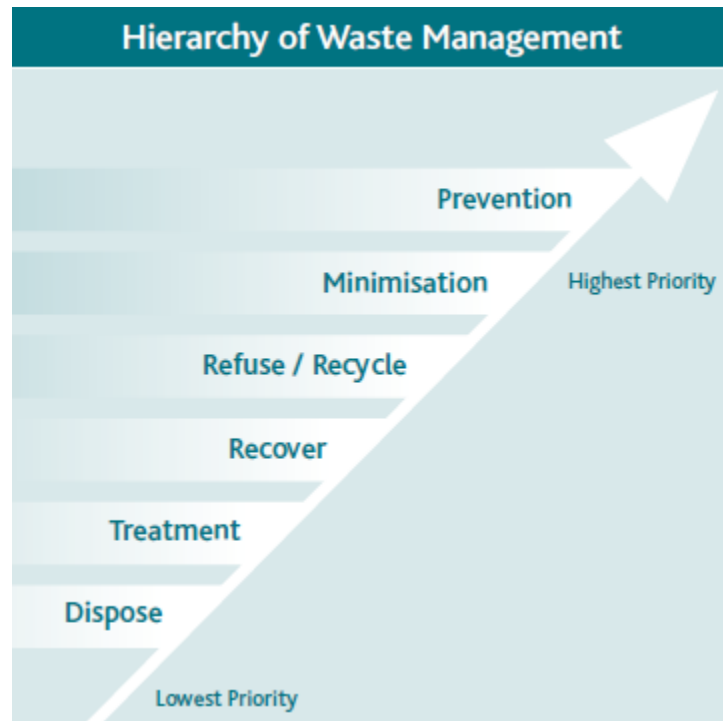 Hierarchy of Waste Management
Prevention
Minimisation
Highest Priority
Refuse / Recycle
Recover
Treatment
Dispose
Lowest Priority